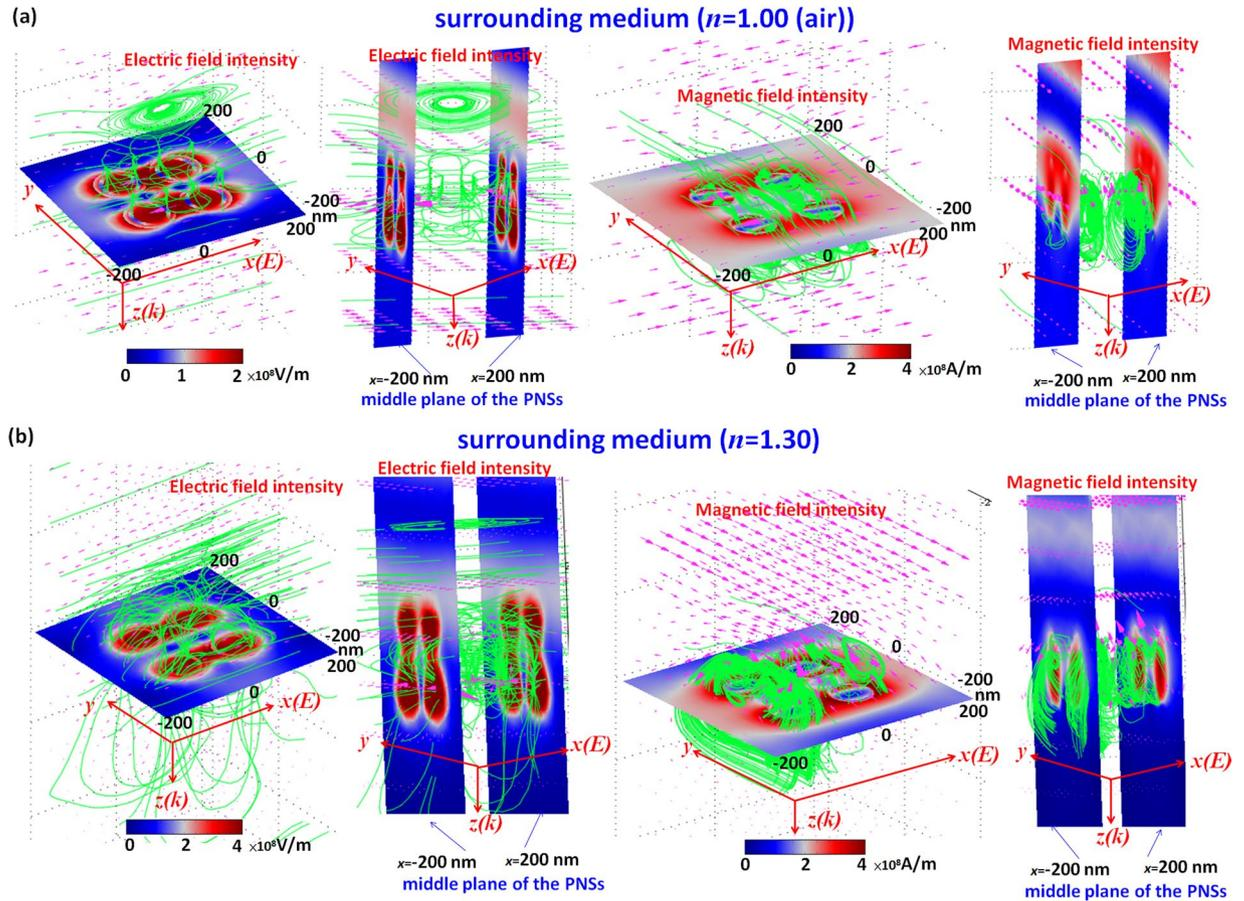 (a)
surrounding medium (n=1.00 (air))
Electric field intensity
200
0
-200
nm
200
0
-200
y
x(E)
z(k)
0 1 2 ×10⁸V/m
Electric field intensity
y
x(E)
z(k)
x=-200 nm x=200 nm
middle plane of the PNSs
Magnetic field intensity
200
0
-200
nm
200
0
-200
y
x(E)
z(k)
0 2 4 ×10⁸A/m
Magnetic field intensity
y
x(E)
z(k)
x=-200 nm x=200 nm
middle plane of the PNSs
(b)
surrounding medium (n=1.30)
Electric field intensity
200
0
-200
nm
200
0
-200
y
x(E)
z(k)
0 2 4 ×10⁸V/m
Electric field intensity
y
x(E)
z(k)
x=-200 nm x=200 nm
middle plane of the PNSs
Magnetic field intensity
200
0
-200
nm
200
0
-200
y
x(E)
z(k)
0 2 4 ×10⁸A/m
Magnetic field intensity
y
x(E)
z(k)
x=-200 nm x=200 nm
middle plane of the PNSs